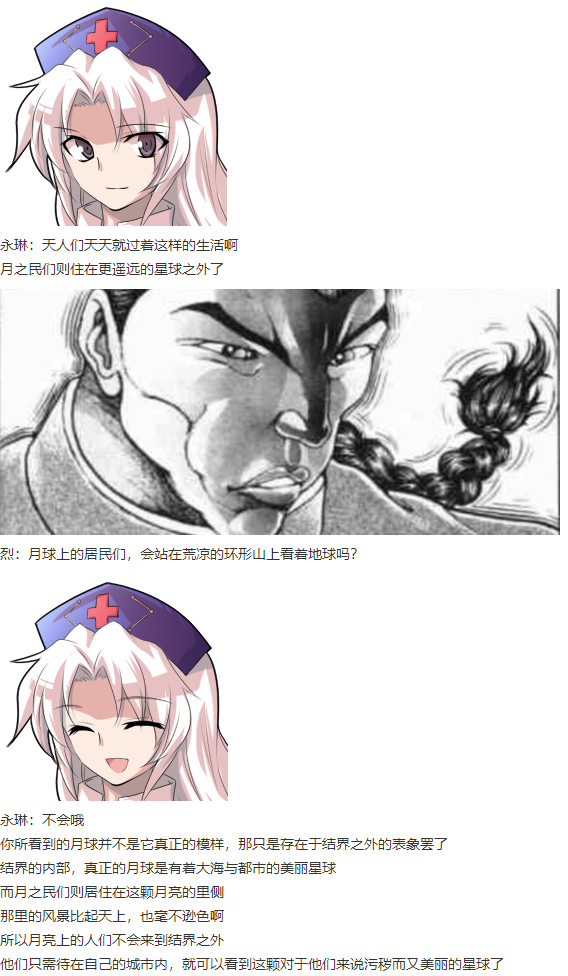 永琳：天人们天天就过着这样的生活啊
月之民们则住在更遥远的星球之外了
烈：月球上的居民们，会站在荒凉的环形山上看着地球吗？
永琳：不会哦
你所看到的月球并不是它真正的模样，那只是存在于结界之外的表象罢了
结界的内部，真正的月球是有着大海与都市的美丽星球
而月之民们则居住在这颗月亮的里侧
那里的风景比起天上，也毫不逊色啊
所以月亮上的人们不会来到结界之外
他们只需待在自己的城市内，就可以看到这颗对于他们来说污秽而又美丽的星球了